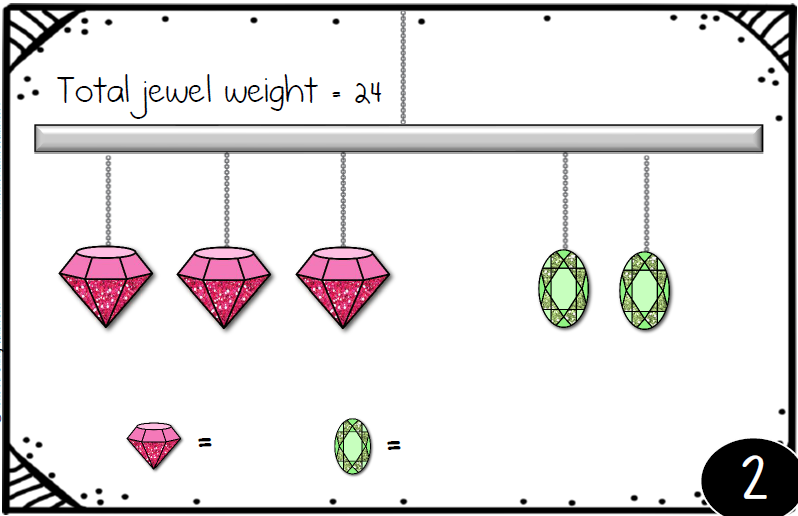 Total jewel weight = 24
= =
2